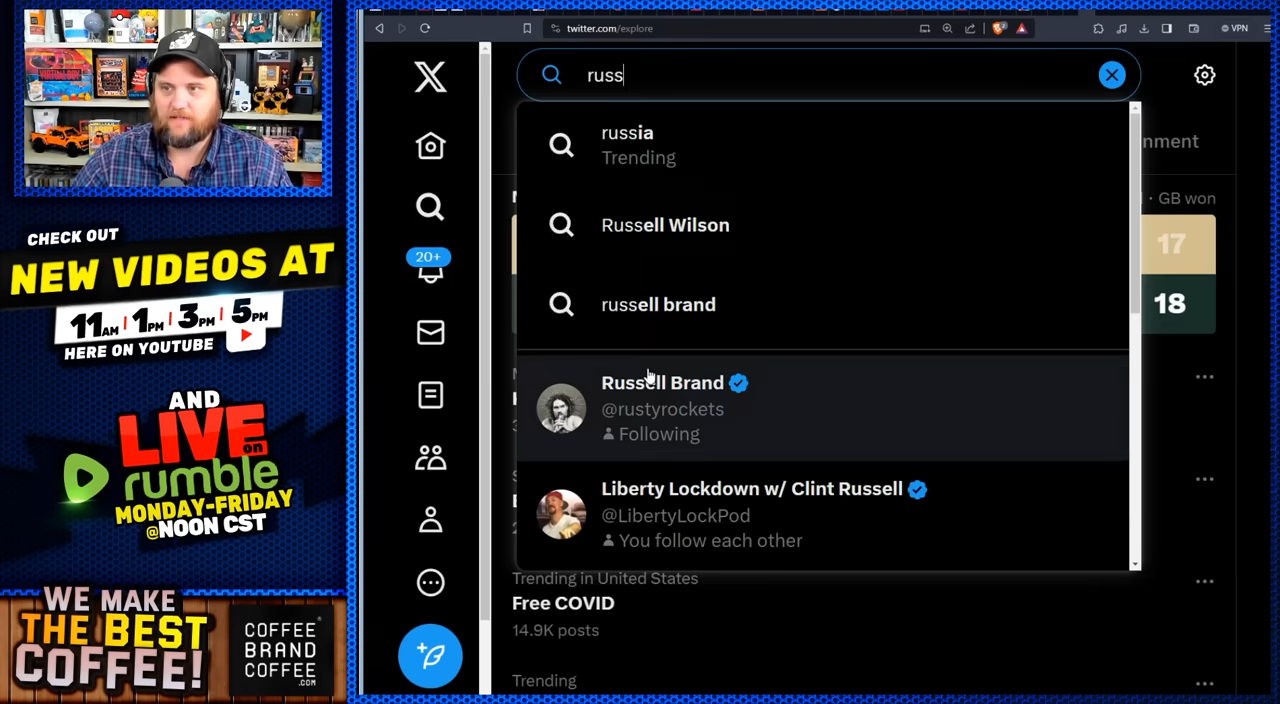 CHECK OUT
NEW VIDEOS AT
11AM | 1PM | 3PM | 5PM
HERE ON YOUTUBE
AND
LIVE on
rumble
MONDAY-FRIDAY
@NOON CST
WE MAKE
THE BEST
COFFEE!
COFFEE
BRAND
COFFEE
.COM
twitter.com/explore
VPN
russ
russia
Trending
Russell Wilson
russell brand
Russell Brand
@rustyrockets
Following
Liberty Lockdown w/ Clint Russell
@LibertyLockPod
You follow each other
20+
nment
· GB won
17
18
Trending in United States
Free COVID
14.9K posts
Trending